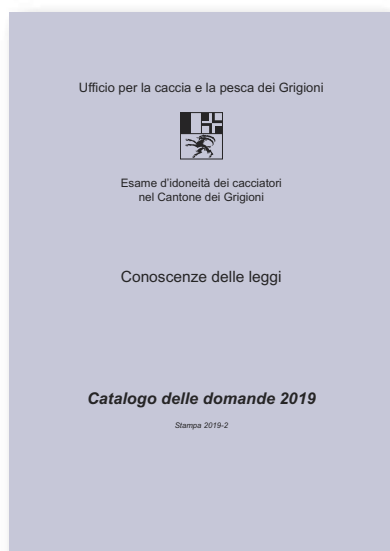 Ufficio per la caccia e la pesca dei Grigioni
Esame d'idoneità dei cacciatori
nel Cantone dei Grigioni
Conoscenze delle leggi
Catalogo delle domande 2019
Stampa 2019-2